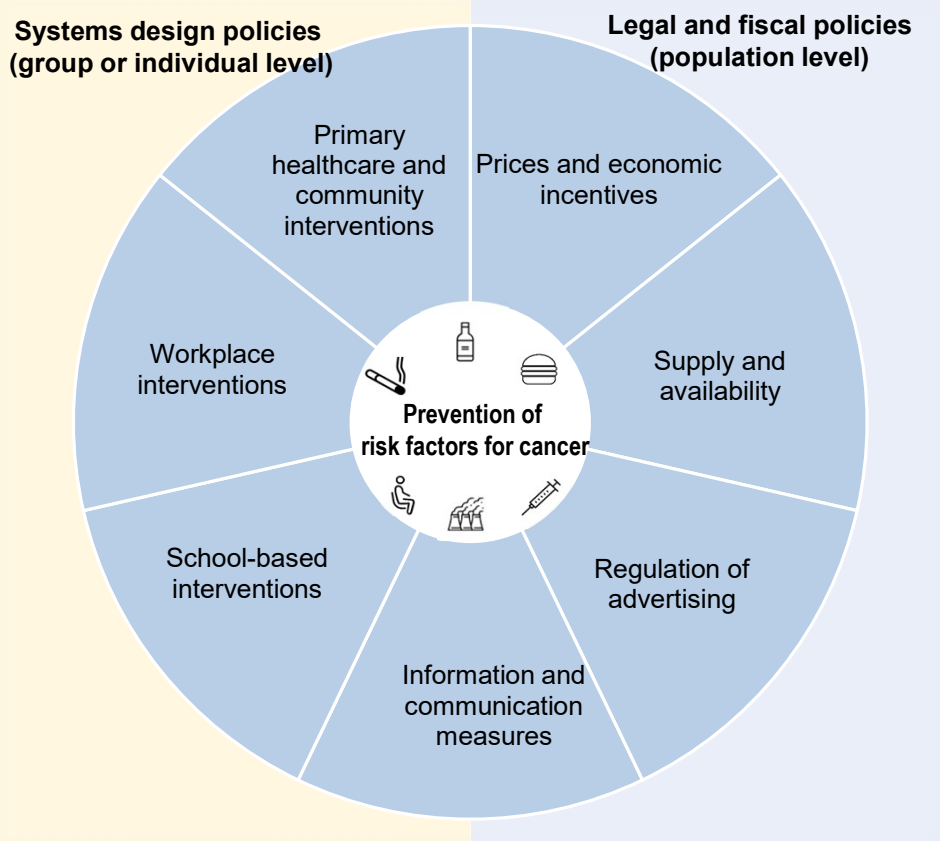 Systems design policies
(group or individual level)
Legal and fiscal policies
(population level)
Primary
healthcare and
community
interventions
Prices and economic
incentives
Workplace
interventions
Supply and
availability
Prevention of
risk factors for cancer
School-based
interventions
Regulation of
advertising
Information and
communication
measures